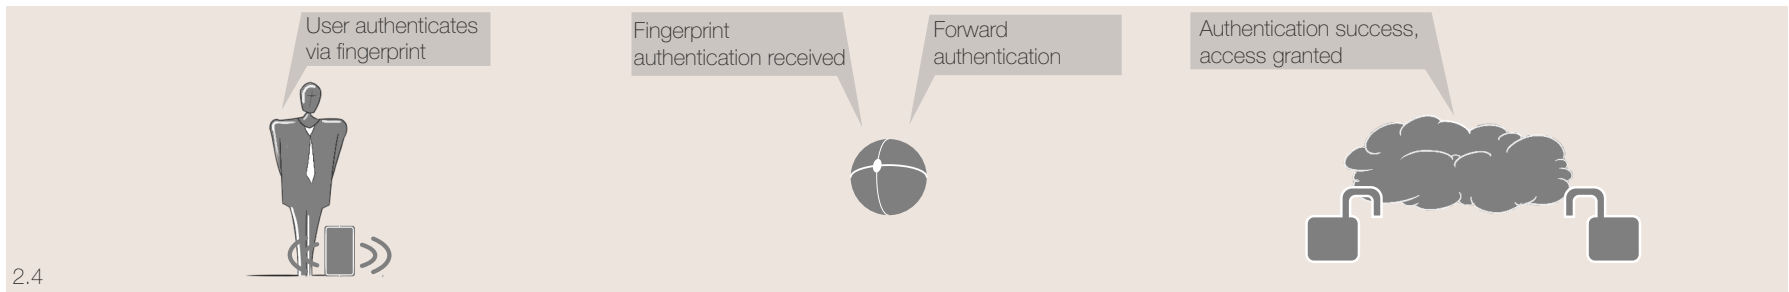 User authenticates
via fingerprint
Fingerprint
authentication received
Forward
authentication
Authentication success,
access granted
2.4